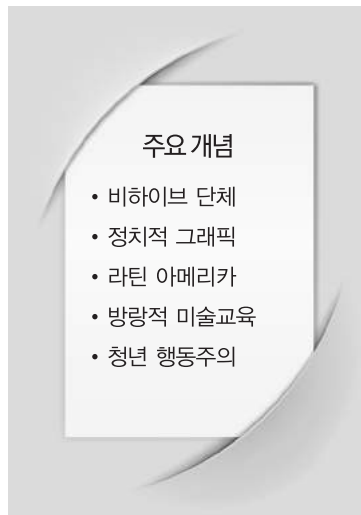 주요 개념
• 비하이브 단체
• 정치적 그래픽
• 라틴 아메리카
• 방랑적 미술교육
• 청년 행동주의